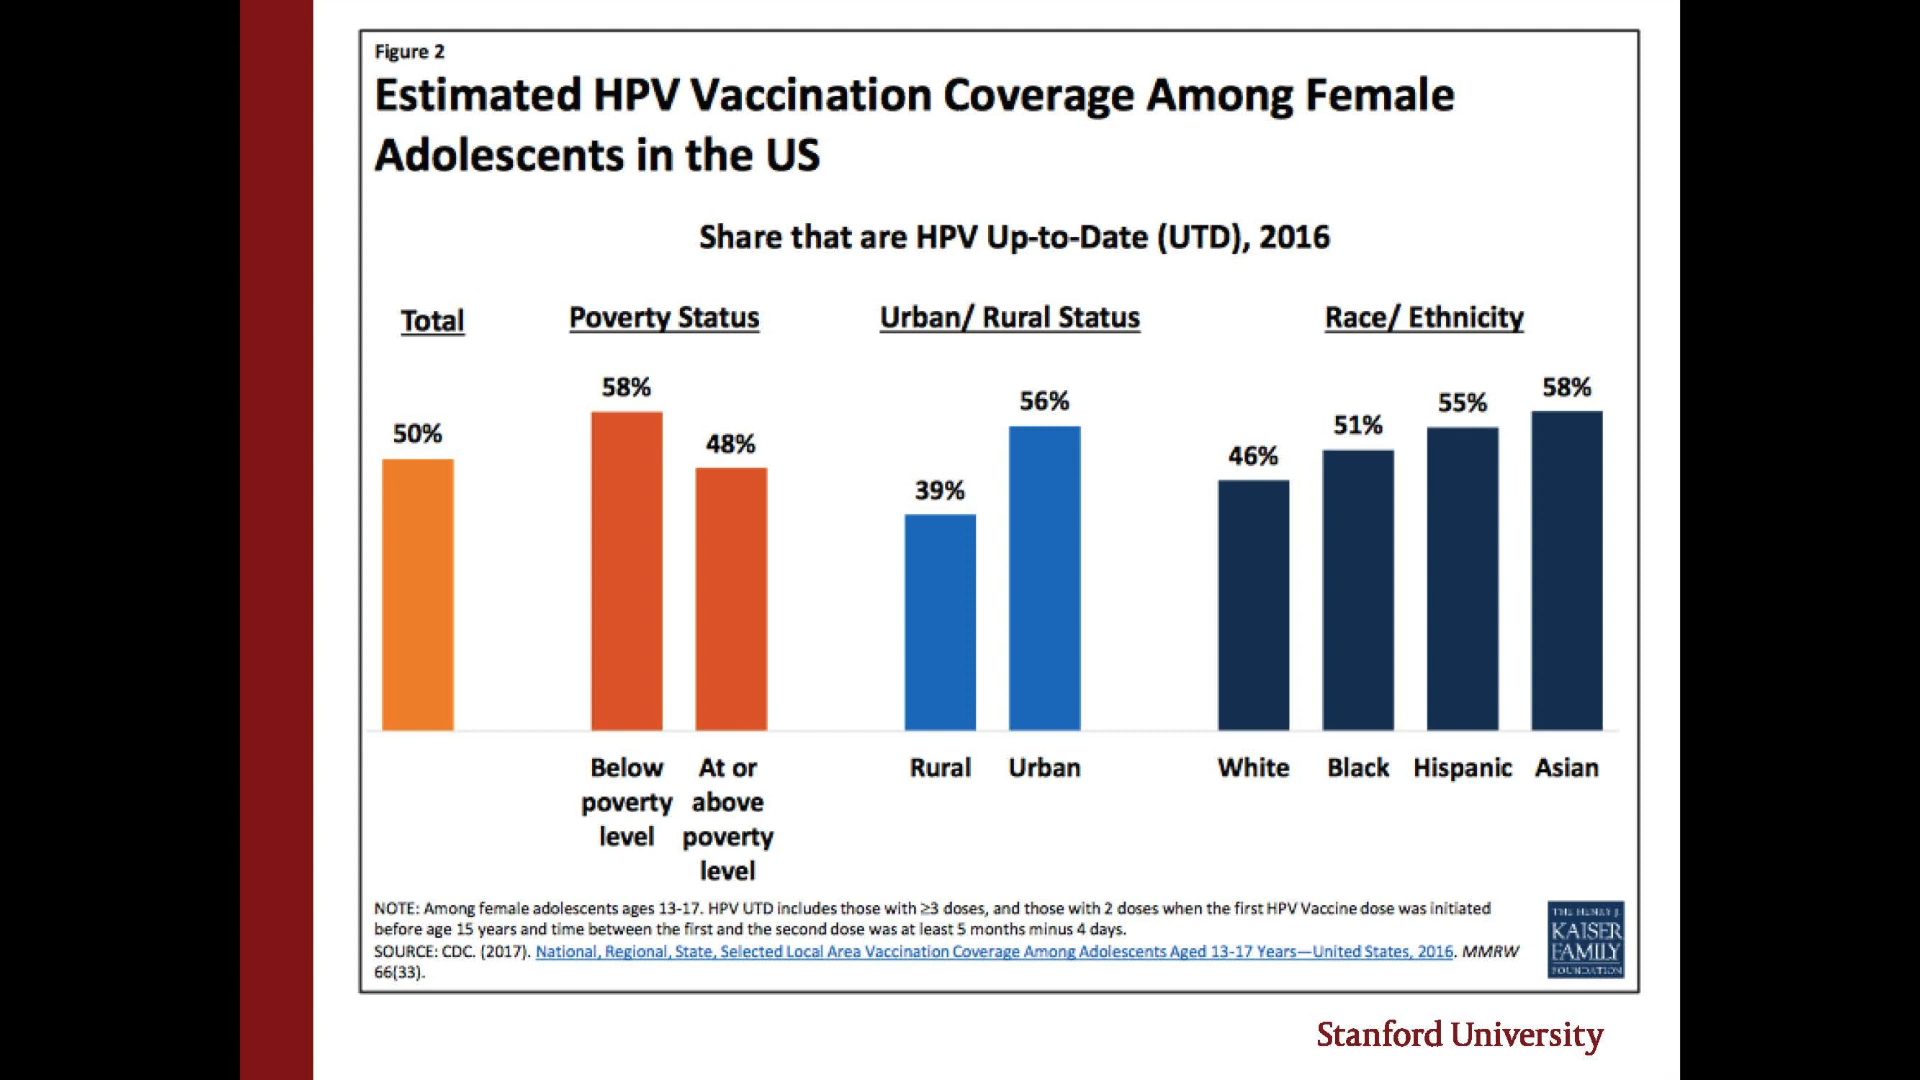 Figure 2
Estimated HPV Vaccination Coverage Among Female
Adolescents in the US
Share that are HPV Up-to-Date (UTD), 2016
Total
Poverty Status
Urban/ Rural Status
Race/ Ethnicity
50%
58%
48%
39%
56%
46%
51%
55%
58%
Below
poverty
level
At or
above
poverty
level
Rural
Urban
White
Black
Hispanic
Asian
NOTE: Among female adolescents ages 13-17. HPV UTD includes those with ≥3 doses, and those with 2 doses when the first HPV Vaccine dose was initiated
before age 15 years and time between the first and the second dose was at least 5 months minus 4 days.
SOURCE: CDC. (2017). National, Regional, State, Selected Local Area Vaccination Coverage Among Adolescents Aged 13-17 Years—United States, 2016. MMRW
66(33).
THE HENRY J.
KAISER
FAMILY
FOUNDATION
Stanford University